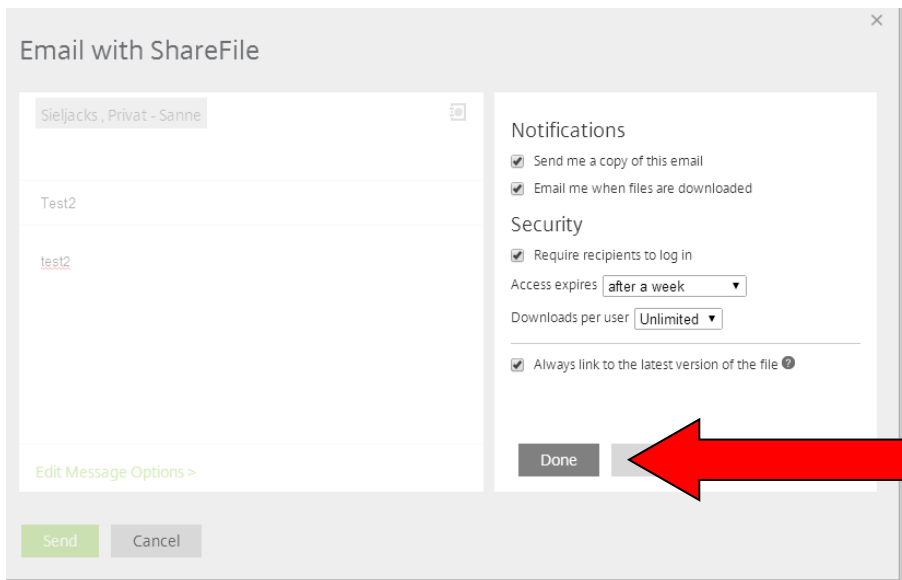 Email with ShareFile
Sieljacks , Privat - Sanne
Test2
test2
Edit Message Options >
Send
Cancel
Notifications
Send me a copy of this email
Email me when files are downloaded
Security
Require recipients to log in
Access expires after a week
Downloads per user Unlimited
Always link to the latest version of the file ?
Done